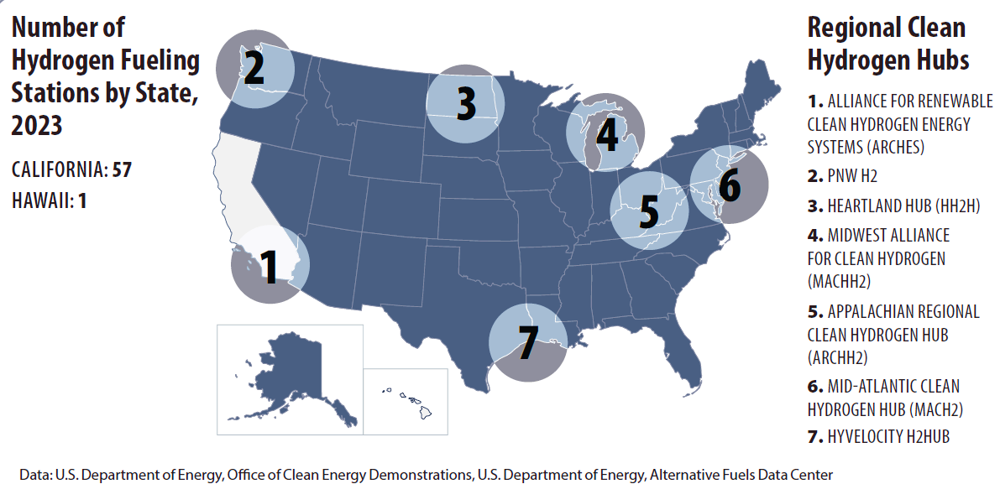 Number of
Hydrogen Fueling
Stations by State,
2023
CALIFORNIA: 57
HAWAII: 1
1
2
3
4
5
6
7
Regional Clean
Hydrogen Hubs
1. ALLIANCE FOR RENEWABLE
CLEAN HYDROGEN ENERGY
SYSTEMS (ARCHES)
2. PNW H2
3. HEARTLAND HUB (HH2H)
4. MIDWEST ALLIANCE
FOR CLEAN HYDROGEN
(MACHH2)
5. APPALACHIAN REGIONAL
CLEAN HYDROGEN HUB
(ARCHH2)
6. MID-ATLANTIC CLEAN
HYDROGEN HUB (MACH2)
7. HYVELOCITY H2HUB
Data: U.S. Department of Energy, Office of Clean Energy Demonstrations, U.S. Department of Energy, Alternative Fuels Data Center